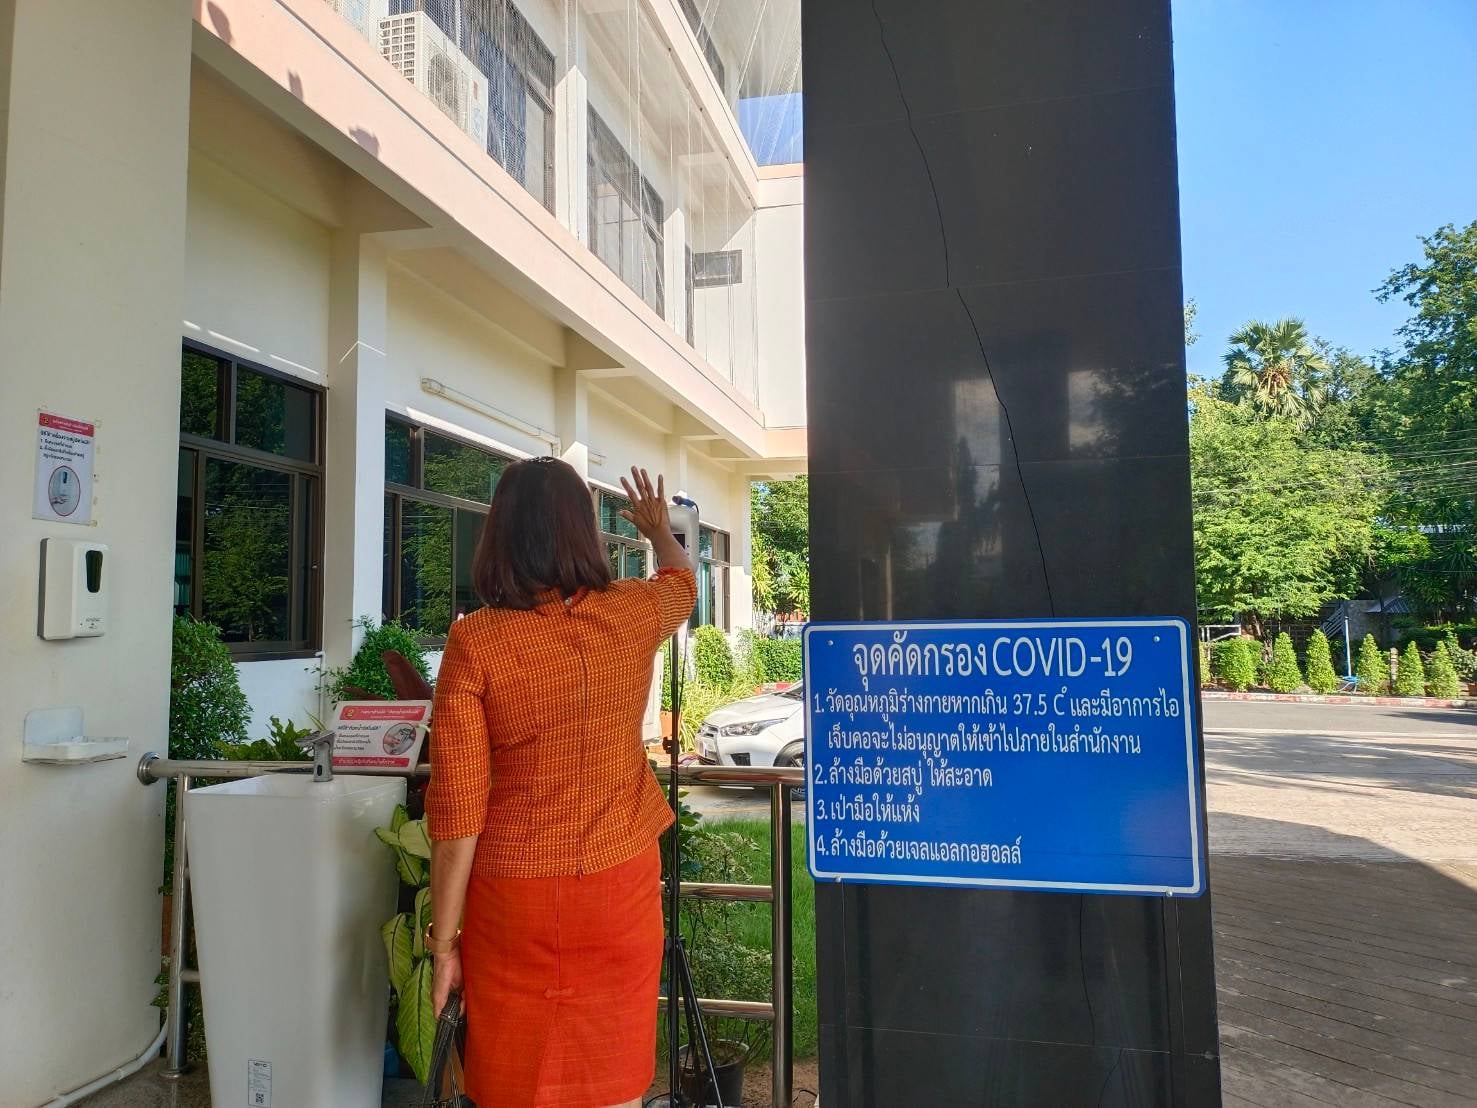 จุดคัดกรอง COVID-19
1. วัดอุณหภูมิร่างกายหากเกิน 37.5 ํC และมีอาการไอ
เจ็บคอจะไม่อนุญาตให้เข้าไปภายในสำนักงาน
2. ล้างมือด้วยสบู่ ให้สะอาด
3. เป่ามือให้แห้ง
4. ล้างมือด้วยเจลแอลกอฮอลล์